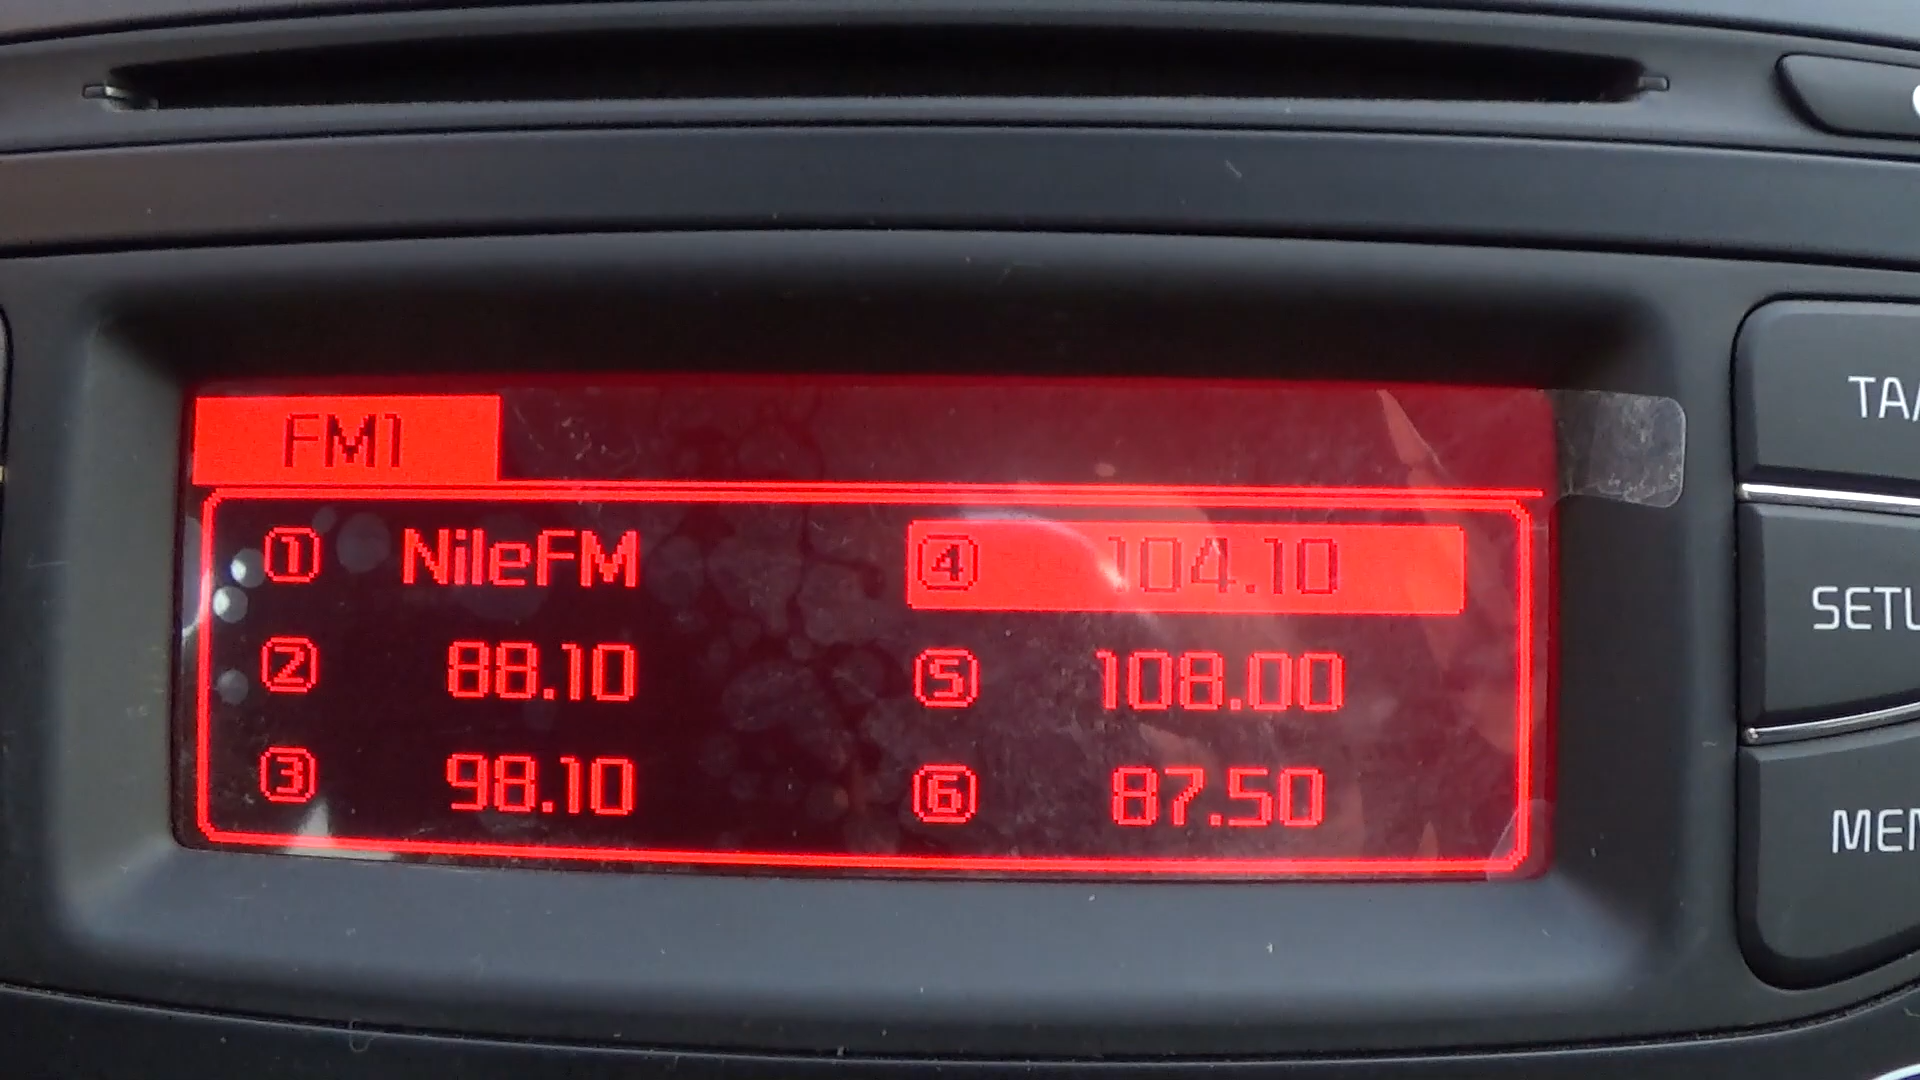 FM1
① NileFM ④ 104.10
② 88.10 ⑤ 108.00
③ 98.10 ⑥ 87.50
TA/
SETU
MEM